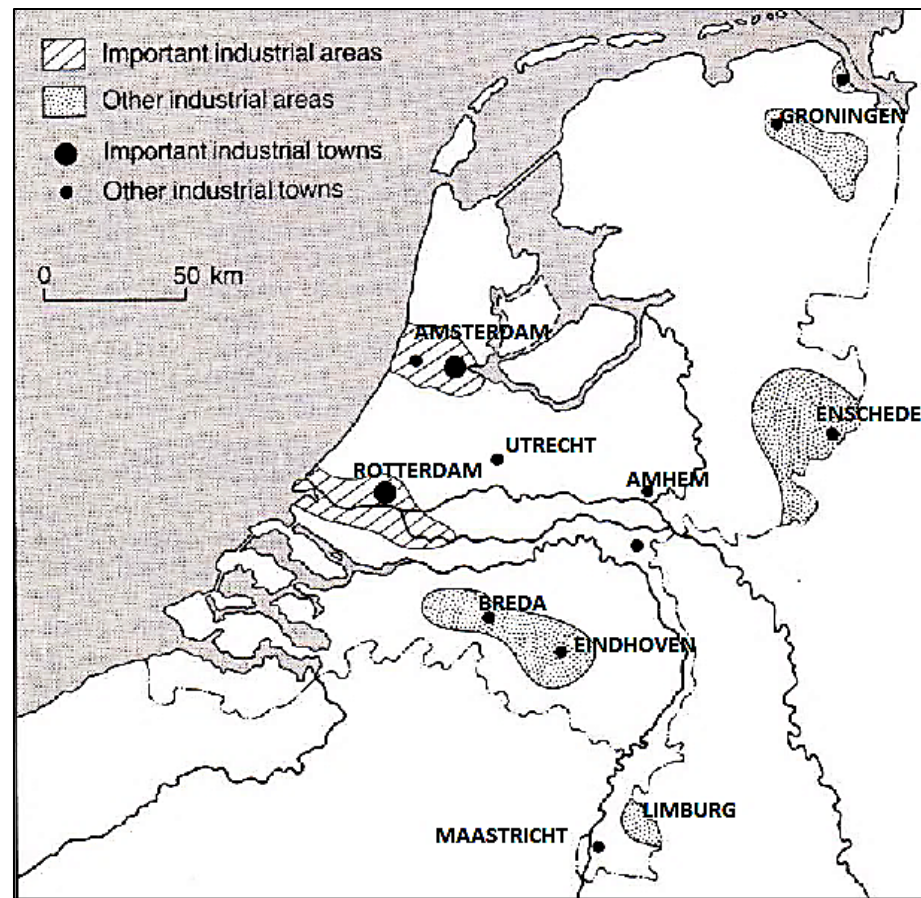 Important industrial areas
Other industrial areas
Important industrial towns
Other industrial towns
0 50 km
GRONINGEN
AMSTERDAM
ENSCHEDE
UTRECHT
ROTTERDAM
AMHEM
BREDA
EINDHOVEN
LIMBURG
MAASTRICHT